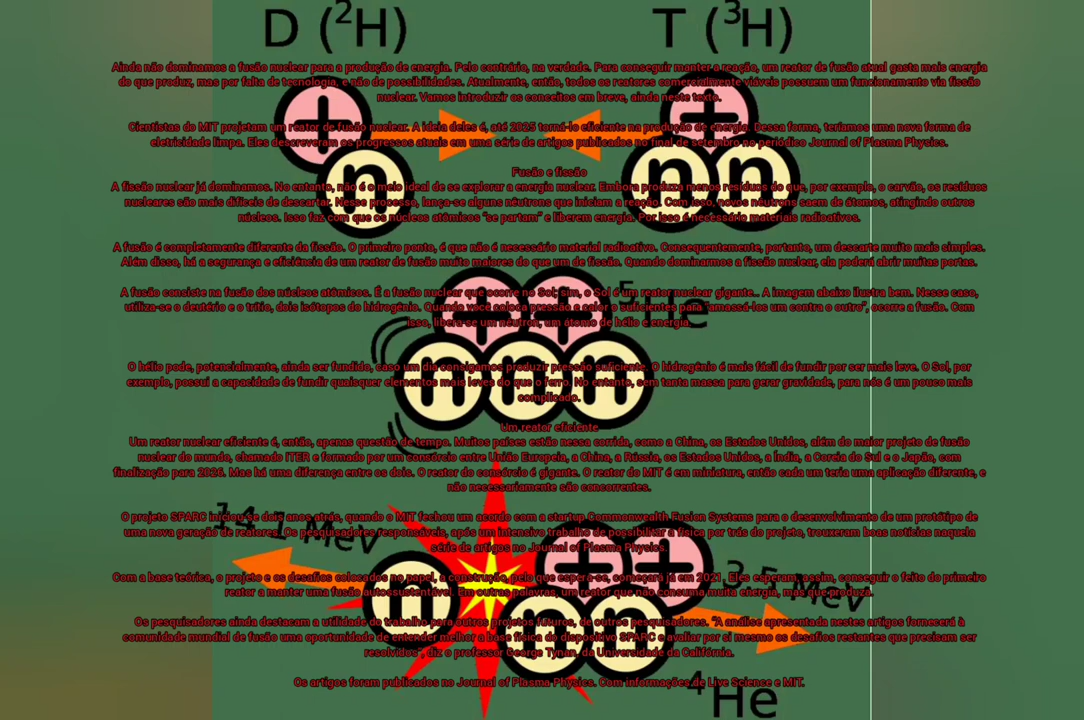 D (²H)
T (³H)
Ainda não dominamos a fusão nuclear para a produção de energia. Pelo contrário, na verdade. Para conseguir manter a reação, um reator de fusão atual gasta mais energia
do que produz, mas por falta de tecnologia, e não de possibilidades. Atualmente, então, todos os reatores comercialmente viáveis possuem um funcionamento via fissão
nuclear. Vamos introduzir os conceitos em breve, ainda neste texto.
Cientistas do MIT projetam um reator de fusão nuclear. A ideia deles é, até 2025 torná-lo eficiente na produção de energia. Dessa forma, teríamos uma nova forma de
eletricidade limpa. Eles descreveram os progressos atuais em uma série de artigos publicados no final de setembro no periódico Journal of Plasma Physics.
Fusão e fissão
A fissão nuclear já dominamos. No entanto, não é o meio ideal de se explorar a energia nuclear. Embora produza menos resíduos do que, por exemplo, o carvão, os resíduos
nucleares são mais difíceis de descartar. Nesse processo, lança-se alguns nêutrons que iniciam a reação. Com isso, novos nêutrons saem de átomos, atingindo outros
núcleos. Isso faz com que os núcleos atômicos "se partam" e liberem energia. Por isso é necessário materiais radioativos.
A fusão é completamente diferente da fissão. O primeiro ponto, é que não é necessário material radioativo. Consequentemente, portanto, um descarte muito mais simples.
Além disso, há a segurança e eficiência de um reator de fusão muito maiores do que um de fissão. Quando dominarmos a fissão nuclear, ela poderá abrir muitas portas.
A fusão consiste na fusão dos núcleos atômicos. É a fusão nuclear que ocorre no Sol; sim, o Sol é um reator nuclear gigante.. A imagem abaixo ilustra bem. Nesse caso,
utiliza-se o deutério e o trítio, dois isótopos do hidrogênio. Quando você coloca pressão e calor o suficientes para "amassá-los um contra o outro", ocorre a fusão. Com
isso, libera-se um nêutron, um átomo de hélio e energia.
⁵He
O hélio pode, potencialmente, ainda ser fundido, caso um dia consigamos produzir pressão suficiente. O hidrogênio é mais fácil de fundir por ser mais leve. O Sol, por
exemplo, possui a capacidade de fundir quaisquer elementos mais leves do que o ferro. No entanto, sem tanta massa para gerar gravidade, para nós é um pouco mais
complicado.
Um reator eficiente
Um reator nuclear eficiente é, então, apenas questão de tempo. Muitos países estão nessa corrida, como a China, os Estados Unidos, além do maior projeto de fusão
nuclear do mundo, chamado ITER e formado por um consórcio entre União Europeia, a China, a Rússia, os Estados Unidos, a Índia, a Coreia do Sul e o Japão, com
finalização para 2026. Mas há uma diferença entre os dois. O reator do consórcio é gigante. O reator do MIT é em miniatura, então cada um teria uma aplicação diferente, e
não necessariamente são concorrentes.
14.1 MeV
O projeto SPARC iniciou-se dois anos atrás, quando o MIT fechou um acordo com a startup Commonwealth Fusion Systems para o desenvolvimento de um protótipo de
uma nova geração de reatores. Os pesquisadores responsáveis, após um intensivo trabalho de possibilitar a física por trás do projeto, trouxeram boas notícias naquela
série de artigos no Journal of Plasma Physics.
3.5 MeV
Com a base teórica, o projeto e os desafios colocados no papel, a construção, pelo que espera-se, começará já em 2021. Eles esperam, assim, conseguir o feito do primeiro
reator a manter uma fusão autossustentável. Em outras palavras, um reator que não consuma muita energia, mas que produza.
Os pesquisadores ainda destacam a utilidade do trabalho para outros projetos futuros, de outros pesquisadores. "A análise apresentada nestes artigos fornecerá à
comunidade mundial de fusão uma oportunidade de entender melhor a base física do dispositivo SPARC e avaliar por si mesmo os desafios restantes que precisam ser
resolvidos", diz o professor George Tynan, da Universidade da Califórnia.
Os artigos foram publicados no Journal of Plasma Physics. Com informações de Live Science e MIT.
⁴He
+
n
+
n
n
+
+
n
n
n
n
+
+
n
n